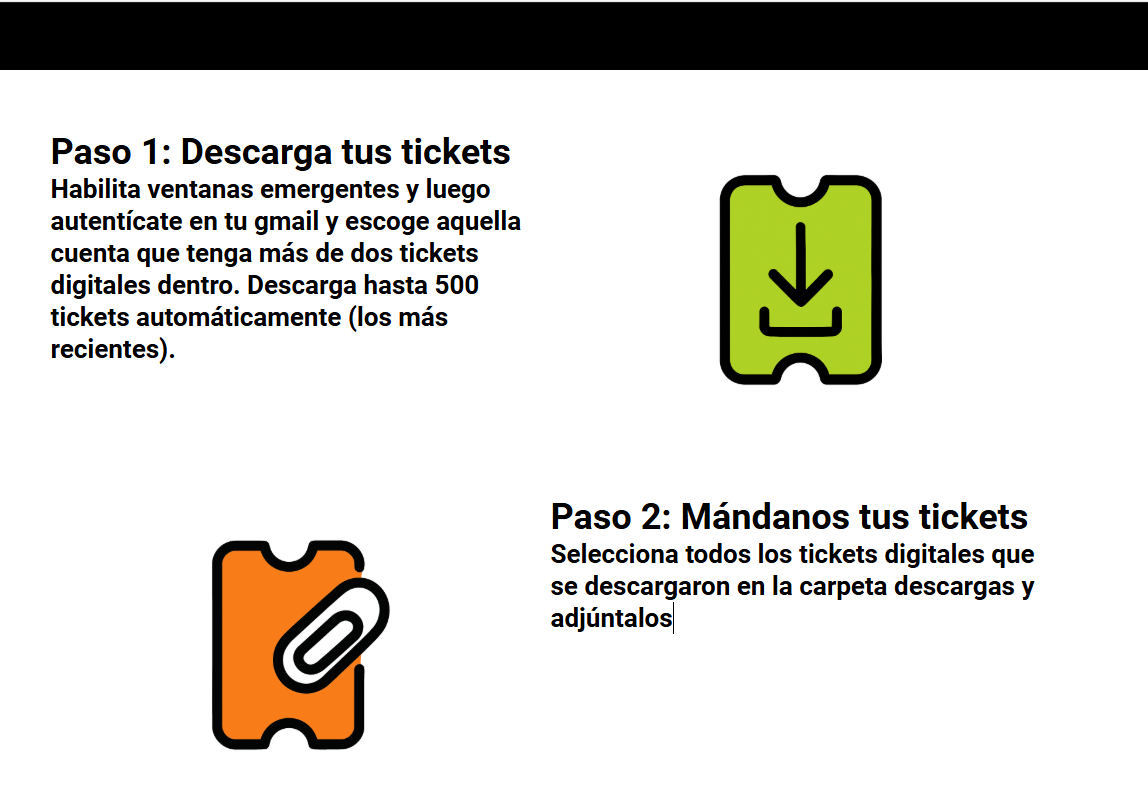 Paso 1: Descarga tus tickets
Habilita ventanas emergentes y luego
autentícate en tu gmail y escoge aquella
cuenta que tenga más de dos tickets
digitales dentro. Descarga hasta 500
tickets automáticamente (los más
recientes).
Paso 2: Mándanos tus tickets
Selecciona todos los tickets digitales que
se descargaron en la carpeta descargas y
adjúntalos